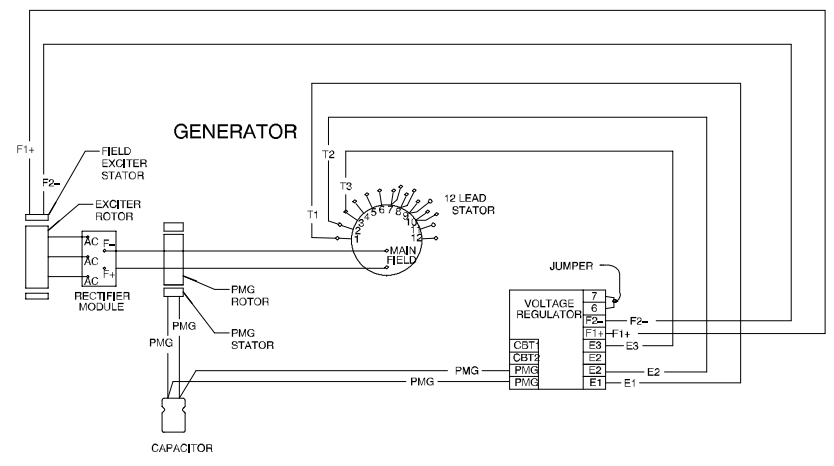 GENERATOR
F1+
F2-
FIELD
EXCITER
STATOR
EXCITER
ROTOR
AC
AC
AC
F-
F+
RECTIFIER
MODULE
PMG
ROTOR
PMG
STATOR
PMG
PMG
CAPACITOR
T1
T2
T3
1
2
3
4
5
6
7
8
9
10
11
12
12 LEAD
STATOR
MAIN
FIELD
JUMPER
VOLTAGE
REGULATOR
7
6
F2-
F2-
F1+
F1+
CBT1
E3
E3
CBT2
E2
PMG
PMG
E2
E2
PMG
PMG
E1
E1